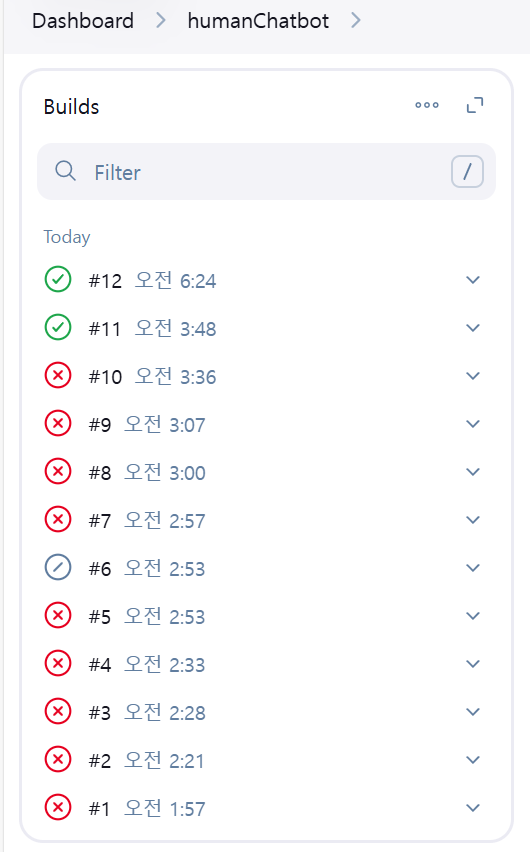 Dashboard > humanChatbot >
Builds
Filter /
Today
#12 오전 6:24
#11 오전 3:48
#10 오전 3:36
#9 오전 3:07
#8 오전 3:00
#7 오전 2:57
#6 오전 2:53
#5 오전 2:53
#4 오전 2:33
#3 오전 2:28
#2 오전 2:21
#1 오전 1:57